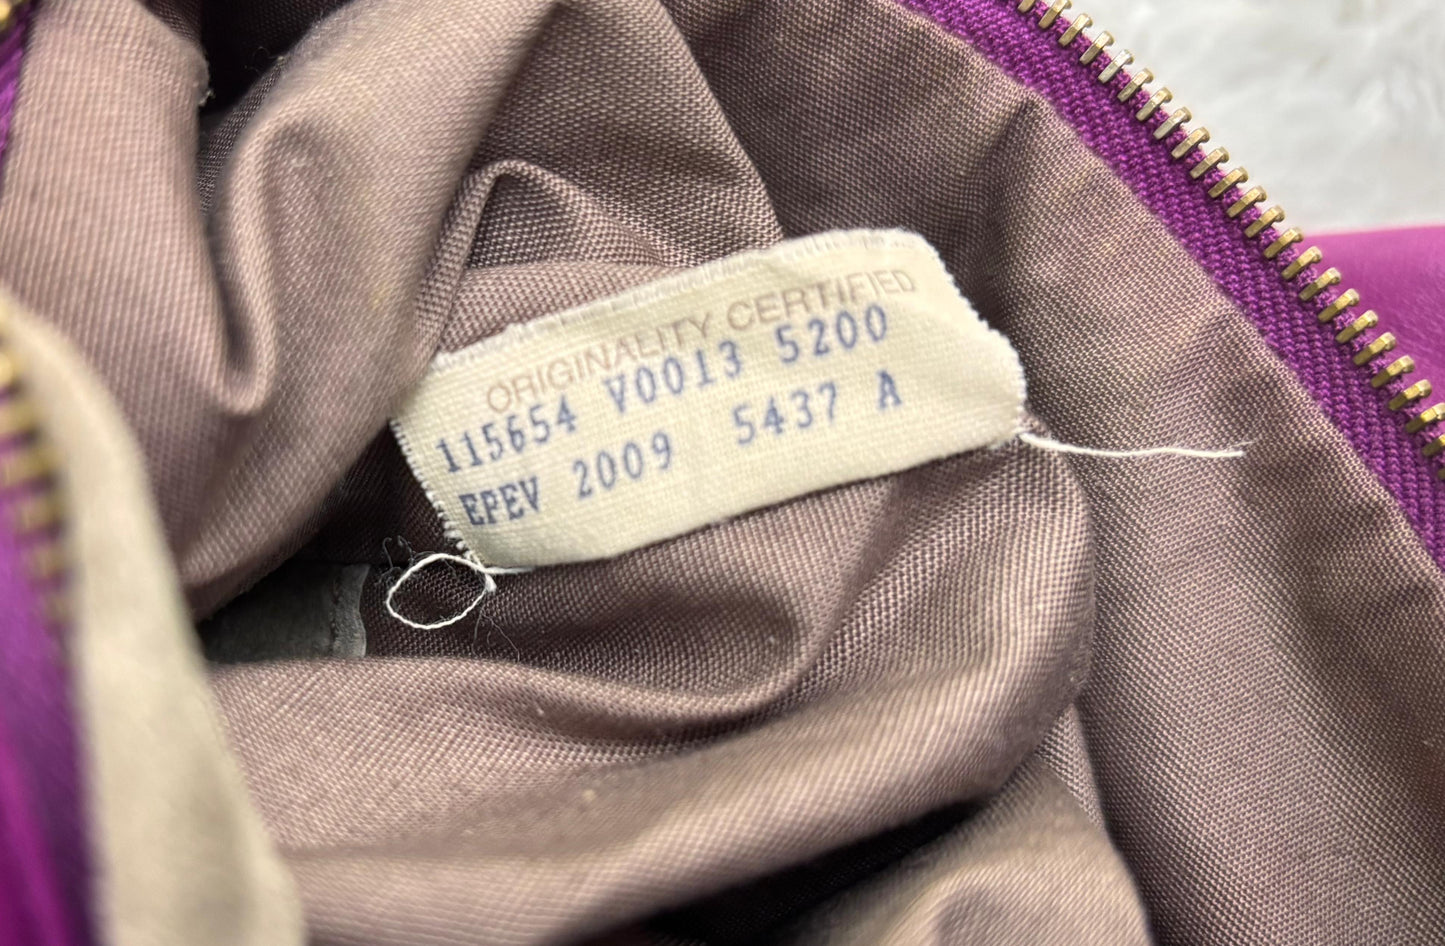 ORIGINALITY CERTIFIED
115654 V0013 5200
EPEV 2009 5437 A